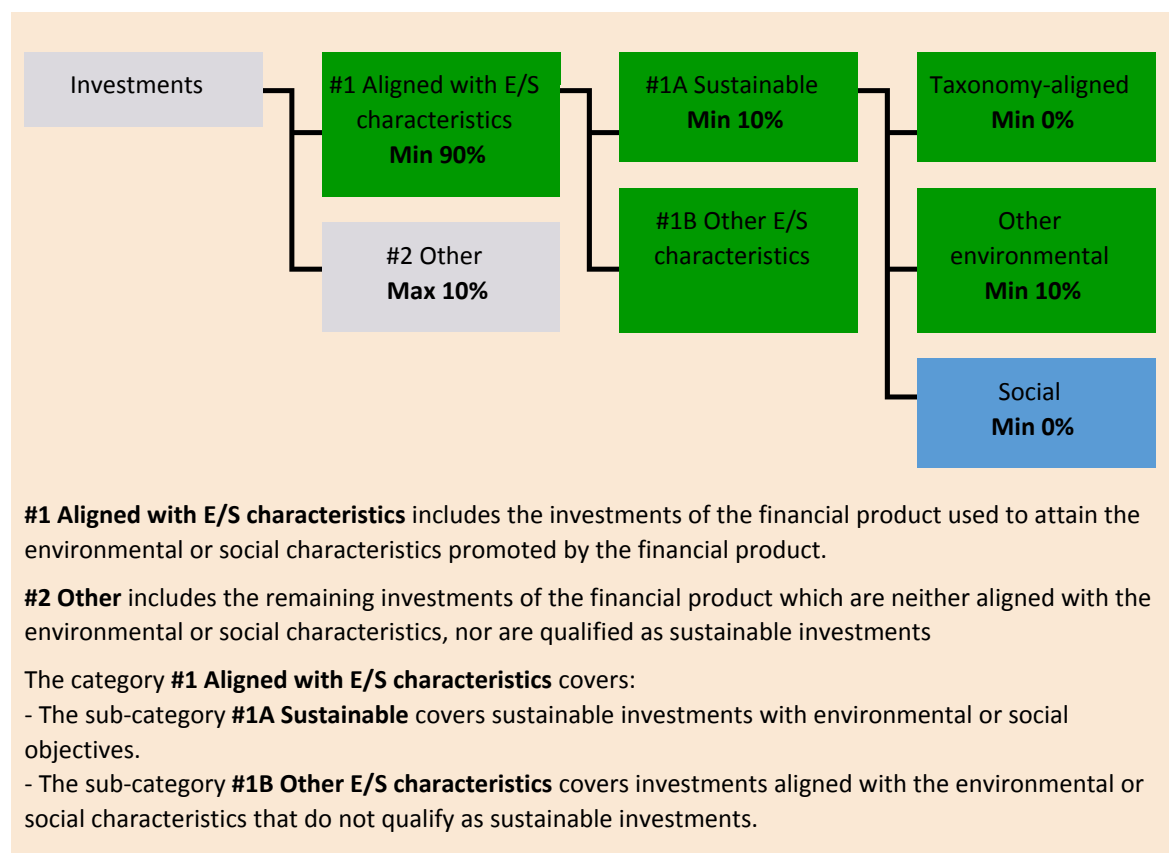 Investments
#1 Aligned with E/S
characteristics
Min 90%
#2 Other
Max 10%
#1A Sustainable
Min 10%
#1B Other E/S
characteristics
Taxonomy-aligned
Min 0%
Other
environmental
Min 10%
Social
Min 0%
#1 Aligned with E/S characteristics includes the investments of the financial product used to attain the
environmental or social characteristics promoted by the financial product.
#2 Other includes the remaining investments of the financial product which are neither aligned with the
environmental or social characteristics, nor are qualified as sustainable investments
The category #1 Aligned with E/S characteristics covers:
- The sub-category #1A Sustainable covers sustainable investments with environmental or social
objectives.
- The sub-category #1B Other E/S characteristics covers investments aligned with the environmental or
social characteristics that do not qualify as sustainable investments.